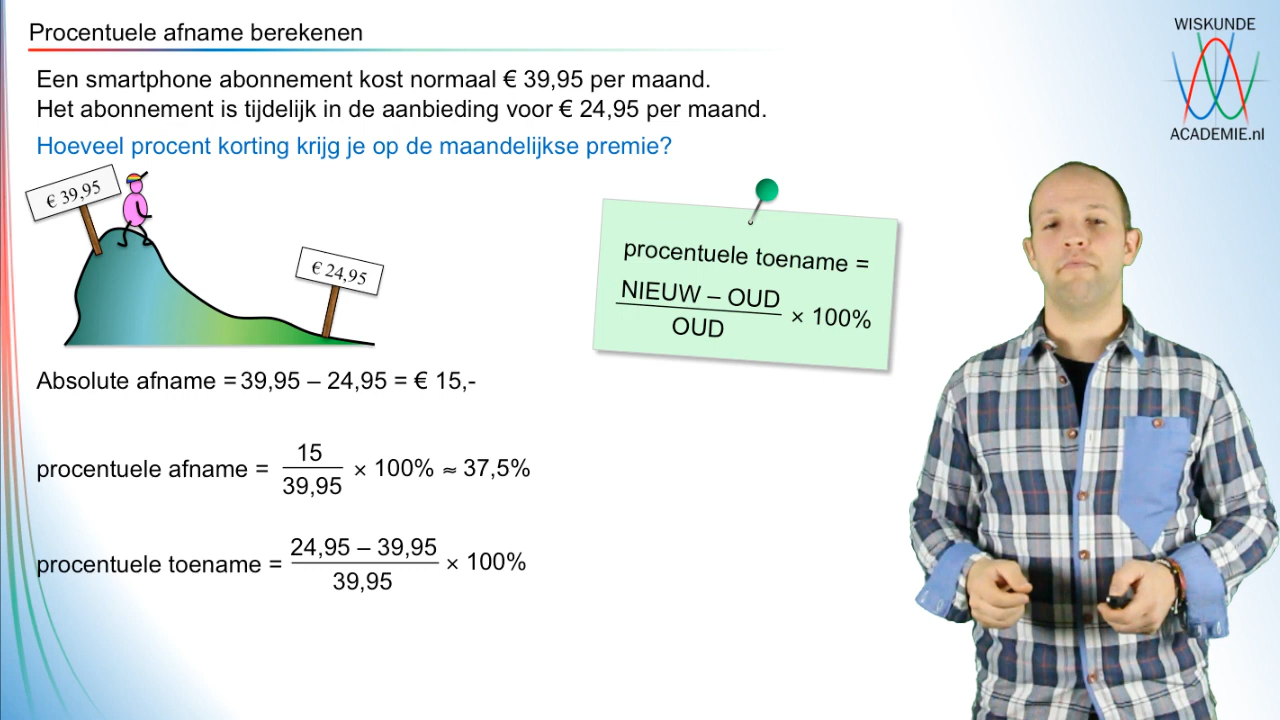 Procentuele afname berekenen
WISKUNDE
ACADEMIE.nl
Een smartphone abonnement kost normaal € 39,95 per maand.
Het abonnement is tijdelijk in de aanbieding voor € 24,95 per maand.
Hoeveel procent korting krijg je op de maandelijkse premie?
€ 39,95
€ 24,95
procentuele toename =
NIEUW – OUD
OUD
× 100%
Absolute afname = 39,95 – 24,95 = € 15,-
procentuele afname = 15 / 39,95 × 100% ≈ 37,5%
procentuele toename = 24,95 – 39,95 / 39,95 × 100%